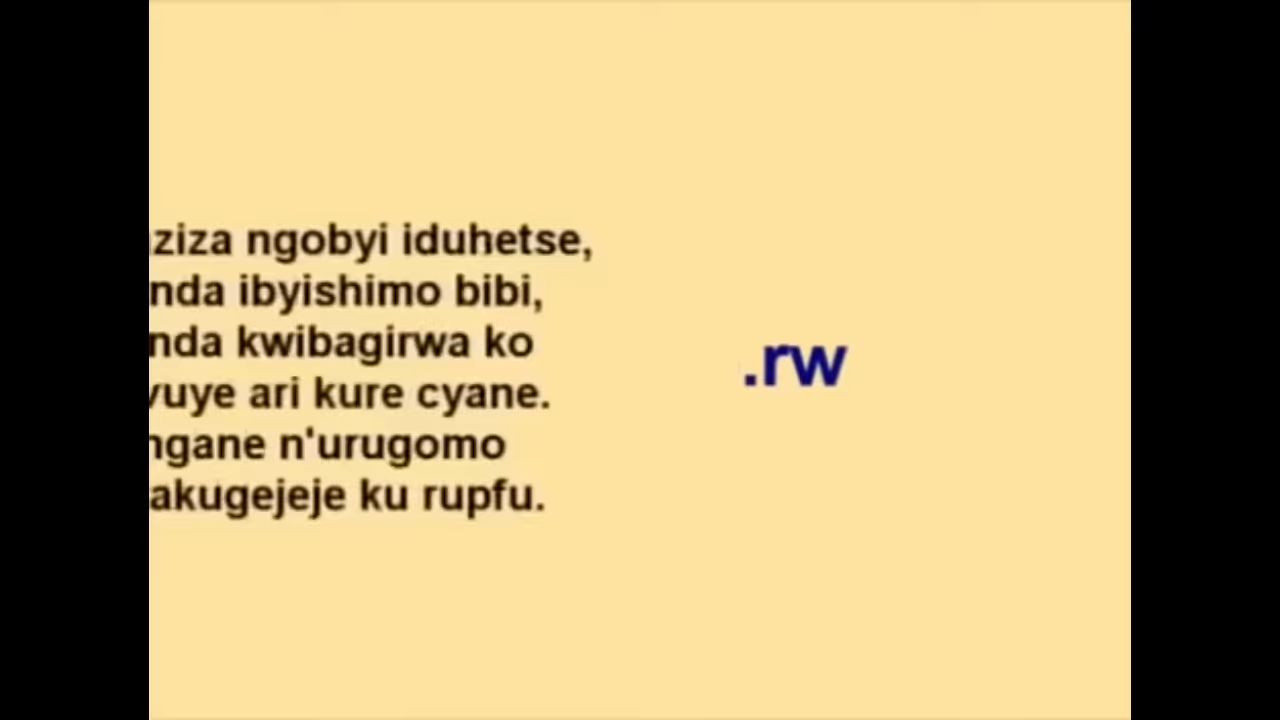 ngobyi iduhetse,
ibyishimo bibi,
kwibagirwa ko
ari kure cyane.
n'urugomo
ku rupfu.
.rw